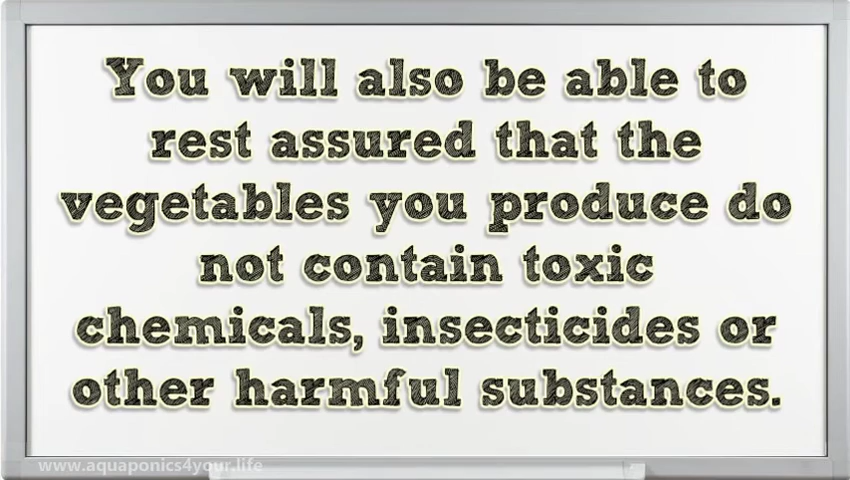 You will also be able to
rest assured that the
vegetables you produce do
not contain toxic
chemicals, insecticides or
other harmful substances.
www.aquaponics4your.life